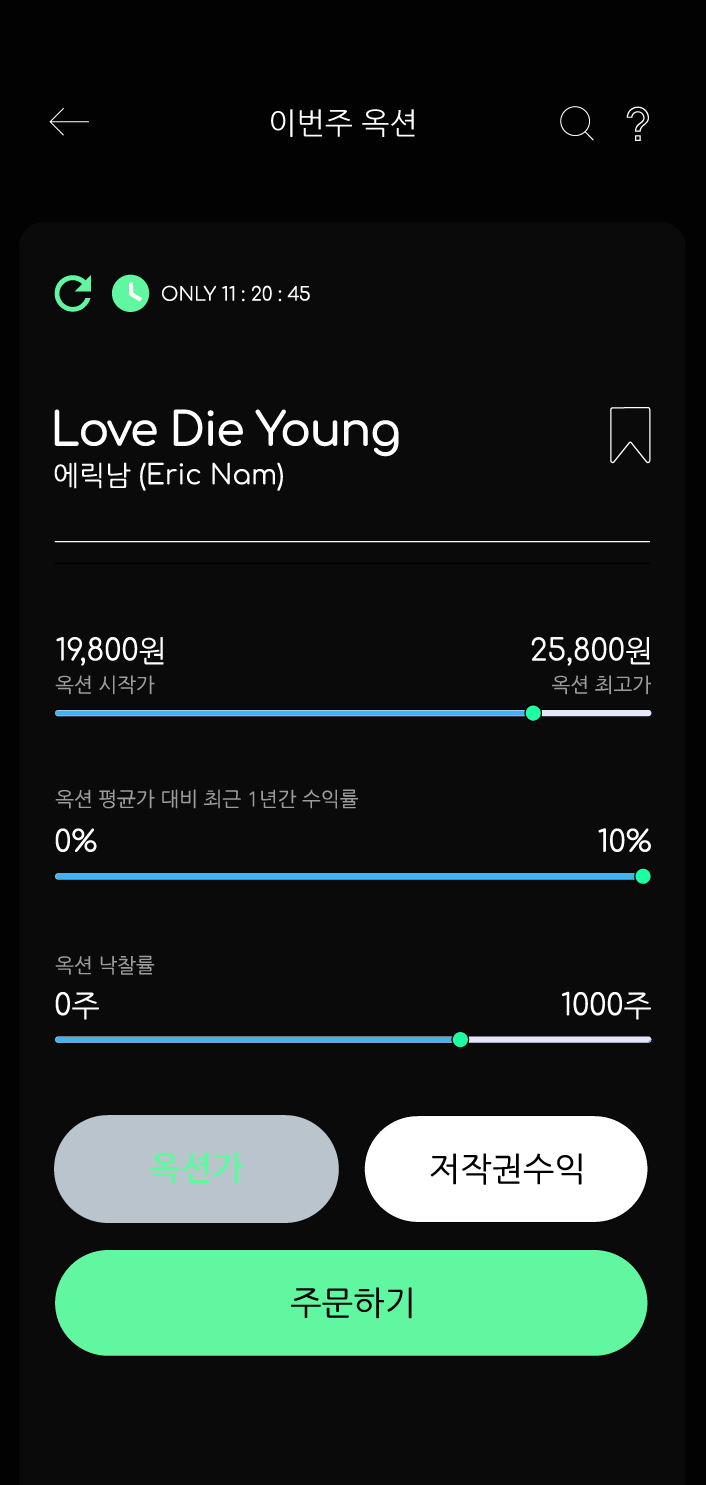 이번주 옥션
ONLY 11 : 20 : 45
Love Die Young
에릭남 (Eric Nam)
19,800원 25,800원
옥션 시작가 옥션 최고가
옥션 평균가 대비 최근 1년간 수익률
0% 10%
옥션 낙찰률
0주 1000주
옥션가 저작권수익
주문하기